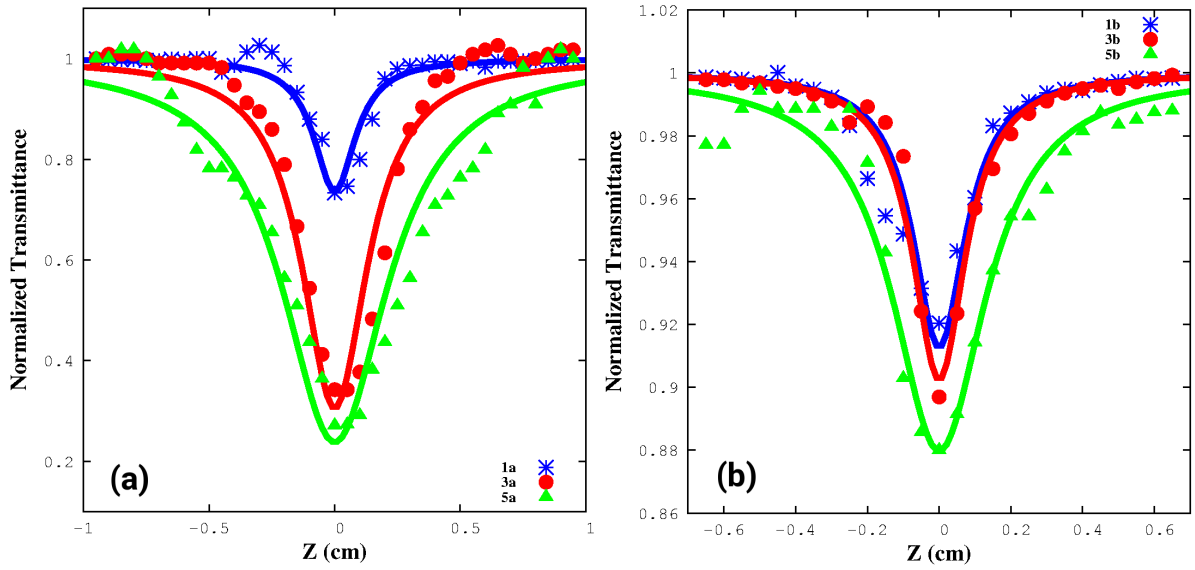 Normalized Transmittance
1
0.8
0.6
0.4
0.2
(a)
1a
3a
5a
-1
-0.5
0
0.5
1
Z (cm)
Normalized Transmittance
1.02
1
0.98
0.96
0.94
0.92
0.9
0.88
0.86
1b
3b
5b
(b)
-0.6
-0.4
-0.2
0
0.2
0.4
0.6
Z (cm)